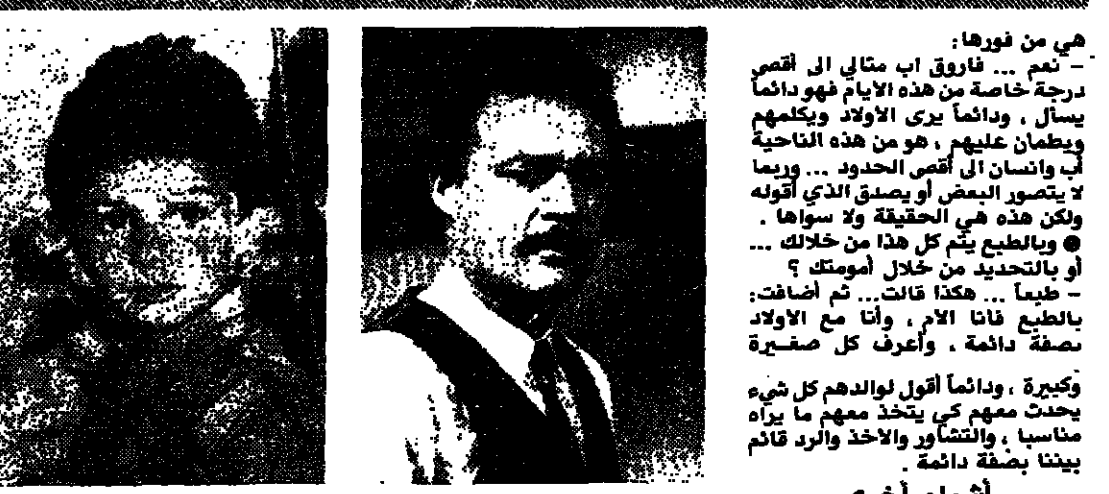 هي من فورها:
- نعم ... فاروق اب مثالي الى أقصى
درجة خاصة من هذه الايام فهو دائماً
يسأل ، ودائماً يرى الأولاد ويكلمهم
ويطمان عليهم ، هو من هذه الناحية
أب وانسان الى أقصى الحدود ... وربما
لا يتصور البعض أو يصدق الذي أقوله
ولكن هذه هي الحقيقة ولا سواها .
● وبالطبع يتم كل هذا من خلالك ...
أو بالتحديد من خلال أمومتك ؟
- طبعاً ... هكذا قالت... ثم أضافت:
بالطبع فانا الام ، وأنا مع الاولاد
بصفة دائمة ، وأعرف كل صغيرة
وكبيرة ، ودائماً أقول لوالدهم كل شيء
يحدث معهم كي يتخذ معهم ما يراه
مناسبا ، والتشاور والاخذ والرد قائم
بيننا بصفة دائمة .